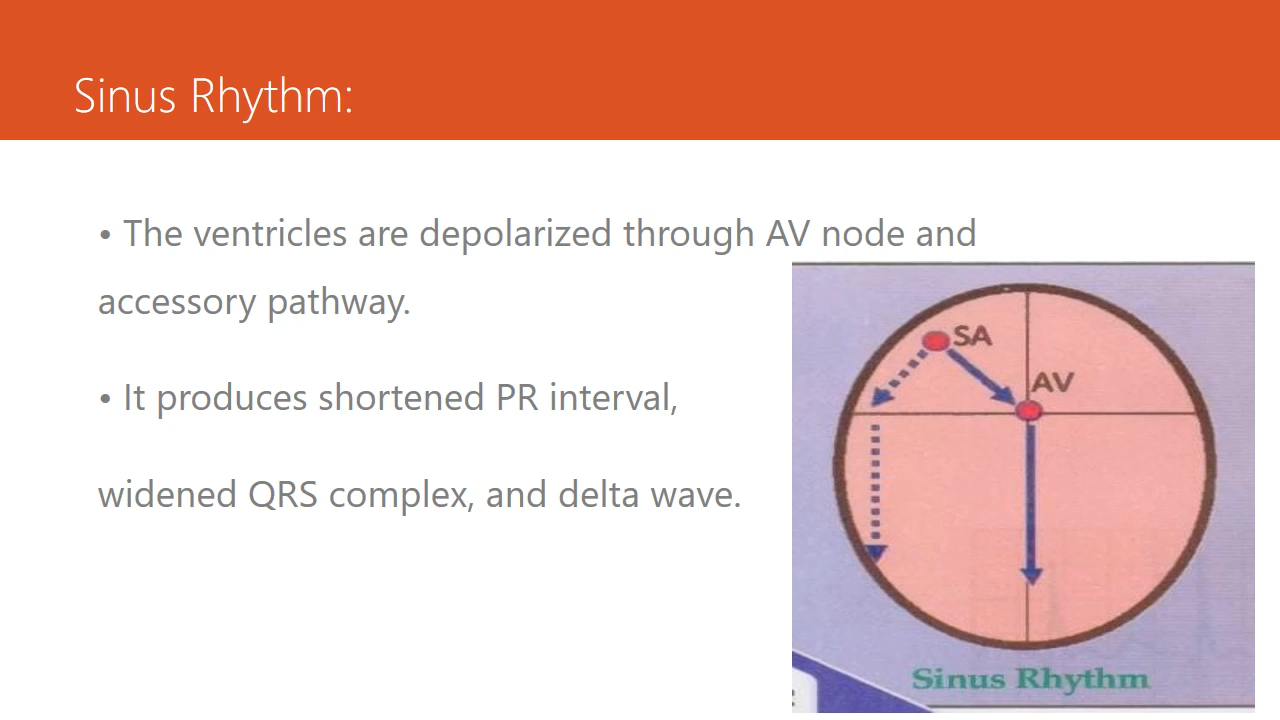 Sinus Rhythm:
• The ventricles are depolarized through AV node and
accessory pathway.
• It produces shortened PR interval,
widened QRS complex, and delta wave.
SA
AV
Sinus Rhythm